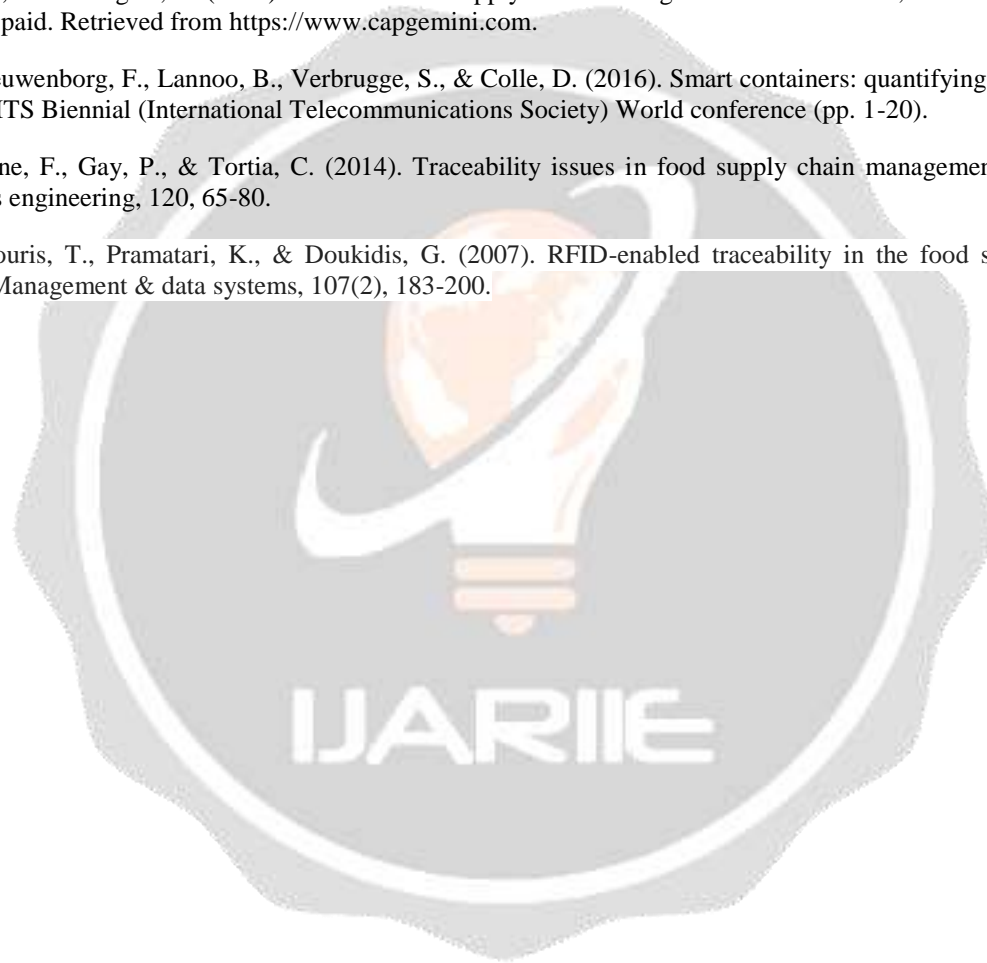 paid. Retrieved from https://www.capgemini.com.
euwenborg, F., Lannoo, B., Verbrugge, S., & Colle, D. (2016). Smart containers: quantifying
ITS Biennial (International Telecommunications Society) World conference (pp. 1-20).
ne, F., Gay, P., & Tortia, C. (2014). Traceability issues in food supply chain managemen
s engineering, 120, 65-80.
ouris, T., Pramatari, K., & Doukidis, G. (2007). RFID-enabled traceability in the food s
Management & data systems, 107(2), 183-200.
IJARIIE